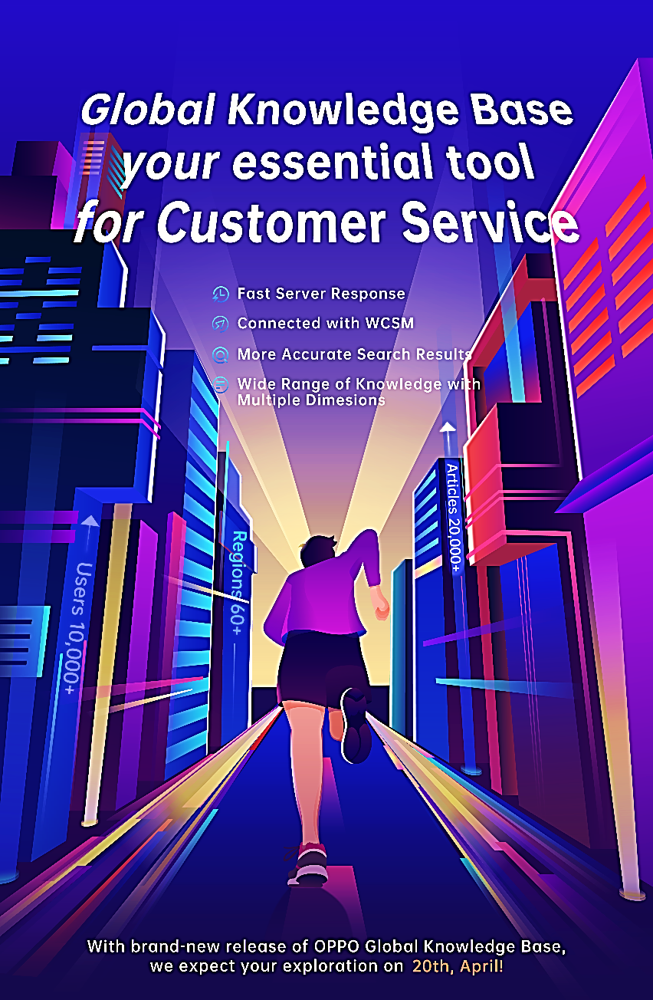 Global Knowledge Base
your essential tool
for Customer Service
Fast Server Response
Connected with WCSM
More Accurate Search Results
Wide Range of Knowledge with
Multiple Dimesions
Articles 20,000+
Regions 60+
Users 10,000+
With brand-new release of OPPO Global Knowledge Base,
we expect your exploration on 20th, April!